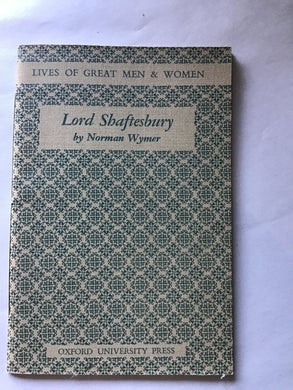 LIVES OF GREAT MEN & WOMEN
Lord Shaftesbury
by Norman Wymer
OXFORD UNIVERSITY PRESS